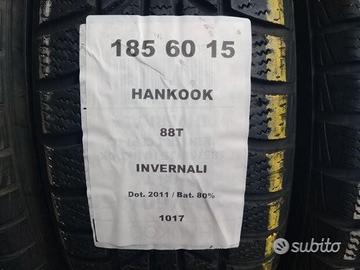 185 60 15
HANKOOK
88T
INVERNALI
Dot. 2011 / Bat. 80%
1017
subito